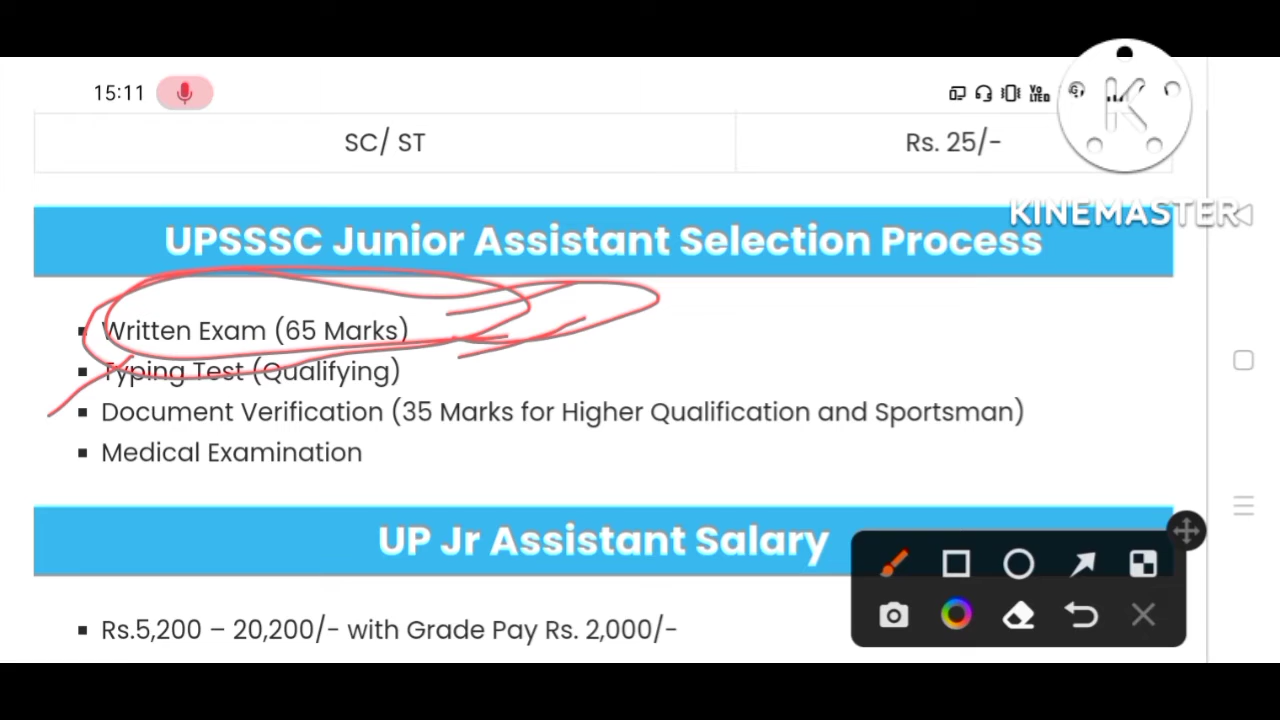 15:11
Vo LTED
SC/ ST
Rs. 25/-
KINEMASTER
UPSSSC Junior Assistant Selection Process
▪ Written Exam (65 Marks)
▪ Typing Test (Qualifying)
▪ Document Verification (35 Marks for Higher Qualification and Sportsman)
▪ Medical Examination
UP Jr Assistant Salary
▪ Rs.5,200 – 20,200/- with Grade Pay Rs. 2,000/-